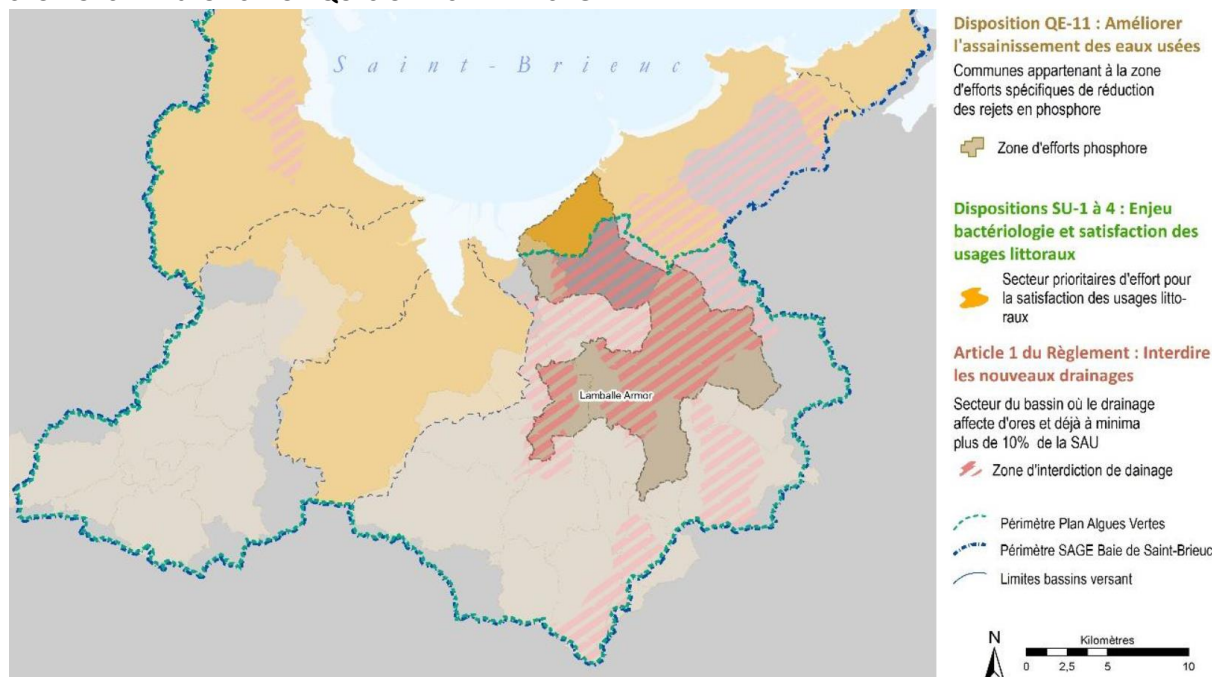 Saint-Brieuc
Lamballe Armor
Disposition QE-11 : Améliorer
l'assainissement des eaux usées
Communes appartenant à la zone
d'efforts spécifiques de réduction
des rejets en phosphore
Zone d'efforts phosphore
Dispositions SU-1 à 4 : Enjeu
bactériologie et satisfaction des
usages littoraux
Secteur prioritaires d'effort pour
la satisfaction des usages litto-
raux
Article 1 du Règlement : Interdire
les nouveaux drainages
Secteur du bassin où le drainage
affecte d'ores et déjà à minima
plus de 10% de la SAU
Zone d'interdiction de dainage
Périmètre Plan Algues Vertes
Périmètre SAGE Baie de Saint-Brieuc
Limites bassins versant
N
Kilomètres
0 2,5 5 10